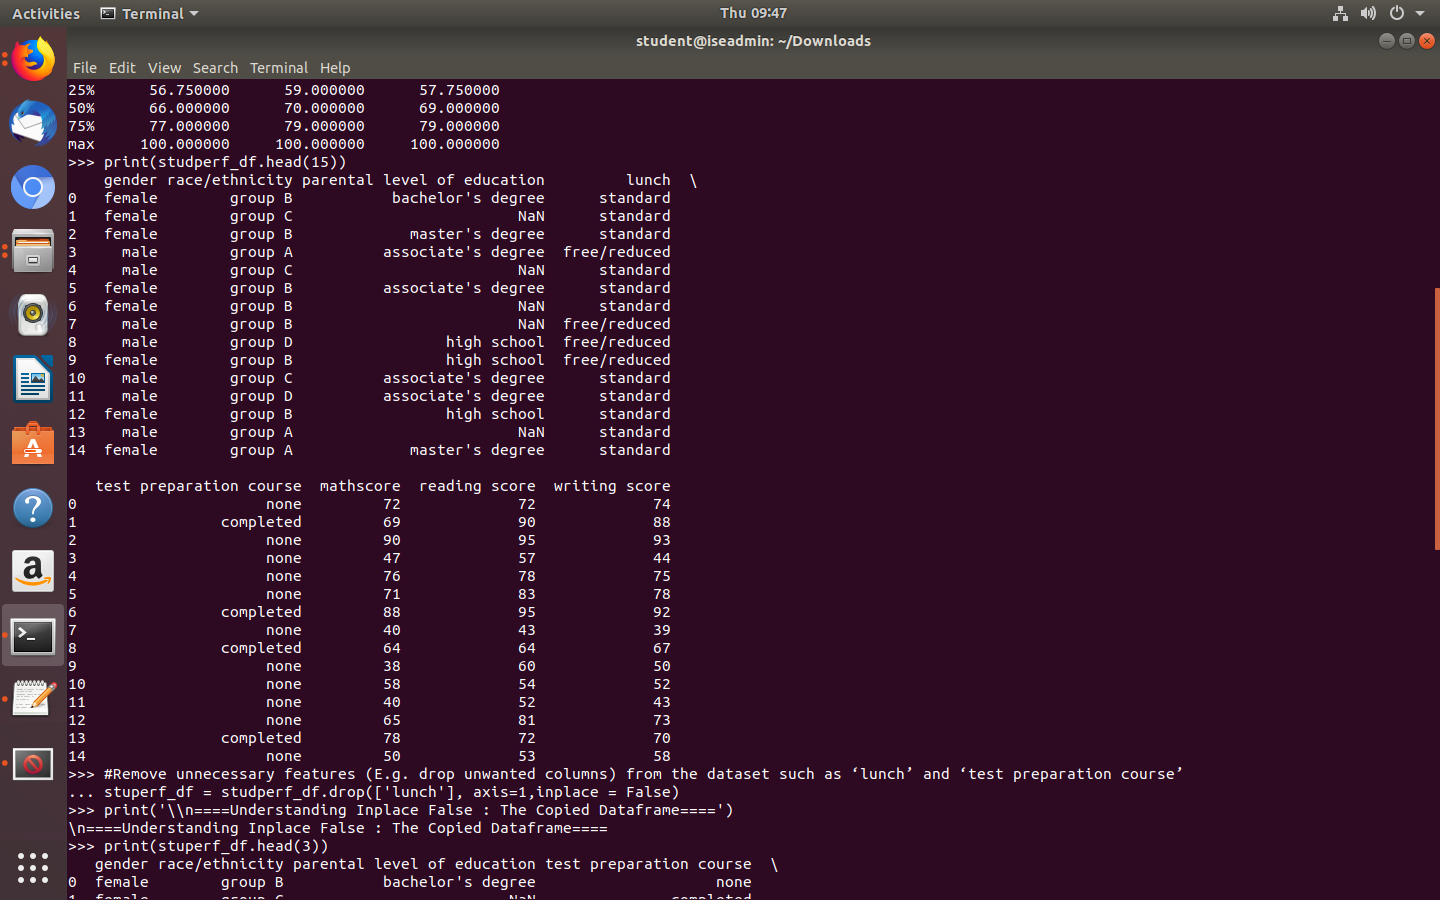 Activities Terminal Thu 09:47
student@iseadmin: ~/Downloads
File Edit View Search Terminal Help
25% 56.750000 59.000000 57.750000
50% 66.000000 70.000000 69.000000
75% 77.000000 79.000000 79.000000
max 100.000000 100.000000 100.000000
>>> print(studperf_df.head(15))
gender race/ethnicity parental level of education lunch \
0 female group B bachelor's degree standard
1 female group C NaN standard
2 female group B master's degree standard
3 male group A associate's degree free/reduced
4 male group C NaN standard
5 female group B associate's degree standard
6 female group B NaN standard
7 male group B NaN free/reduced
8 male group D high school free/reduced
9 female group B high school free/reduced
10 male group C associate's degree standard
11 male group D associate's degree standard
12 female group B high school standard
13 male group A NaN standard
14 female group A master's degree standard
test preparation course mathscore reading score writing score
0 none 72 72 74
1 completed 69 90 88
2 none 90 95 93
3 none 47 57 44
4 none 76 78 75
5 none 71 83 78
6 completed 88 95 92
7 none 40 43 39
8 completed 64 64 67
9 none 38 60 50
10 none 58 54 52
11 none 40 52 43
12 none 65 81 73
13 completed 78 72 70
14 none 50 53 58
>>> #Remove unnecessary features (E.g. drop unwanted columns) from the dataset such as ‘lunch’ and ‘test preparation course’
... stuperf_df = studperf_df.drop(['lunch'], axis=1,inplace = False)
>>> print('\\n====Understanding Inplace False : The Copied Dataframe====')
\n====Understanding Inplace False : The Copied Dataframe====
>>> print(stuperf_df.head(3))
gender race/ethnicity parental level of education test preparation course \
0 female group B bachelor's degree none
1 female group C NaN completed